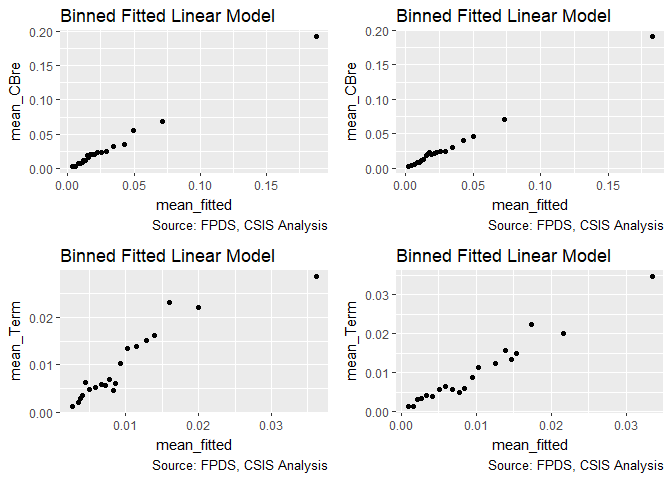 Binned Fitted Linear Model
0.20
0.15
0.10
0.05
0.00
mean_CBre
0.00 0.05 0.10 0.15
mean_fitted
Source: FPDS, CSIS Analysis
Binned Fitted Linear Model
0.20
0.15
0.10
0.05
0.00
mean_CBre
0.00 0.05 0.10 0.15
mean_fitted
Source: FPDS, CSIS Analysis
Binned Fitted Linear Model
0.02
0.01
0.00
mean_Term
0.01 0.02 0.03
mean_fitted
Source: FPDS, CSIS Analysis
Binned Fitted Linear Model
0.03
0.02
0.01
0.00
mean_Term
0.00 0.01 0.02 0.03
mean_fitted
Source: FPDS, CSIS Analysis